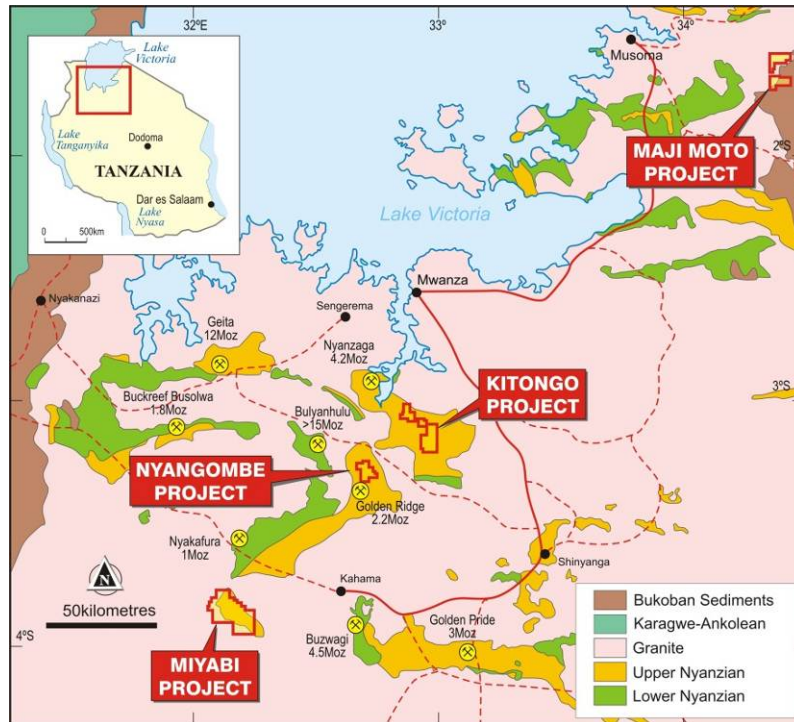 32°E
33°
34°
Lake
Victoria
Lake
Tanganyika
Dodoma
TANZANIA
Dar es Salaam
Lake
Nyasa
0
500km
Musoma
MAJI MOTO
PROJECT
2°S
Lake Victoria
Nyakanazi
Mwanza
Sengerema
Geita
12Moz
Nyanzaga
4.2Moz
KITONGO
PROJECT
3°S
Buckreef Busolwa
1.8Moz
Bulyanhulu
>15Moz
NYANGOMBE
PROJECT
Golden Ridge
2.2Moz
Nyakafura
1Moz
Shinyanga
N
50kilometres
Kahama
4°S
MIYABI
PROJECT
Buzwagi
4.5Moz
Golden Pride
3Moz
Bukoban Sediments
Karagwe-Ankolean
Granite
Upper Nyanzian
Lower Nyanzian